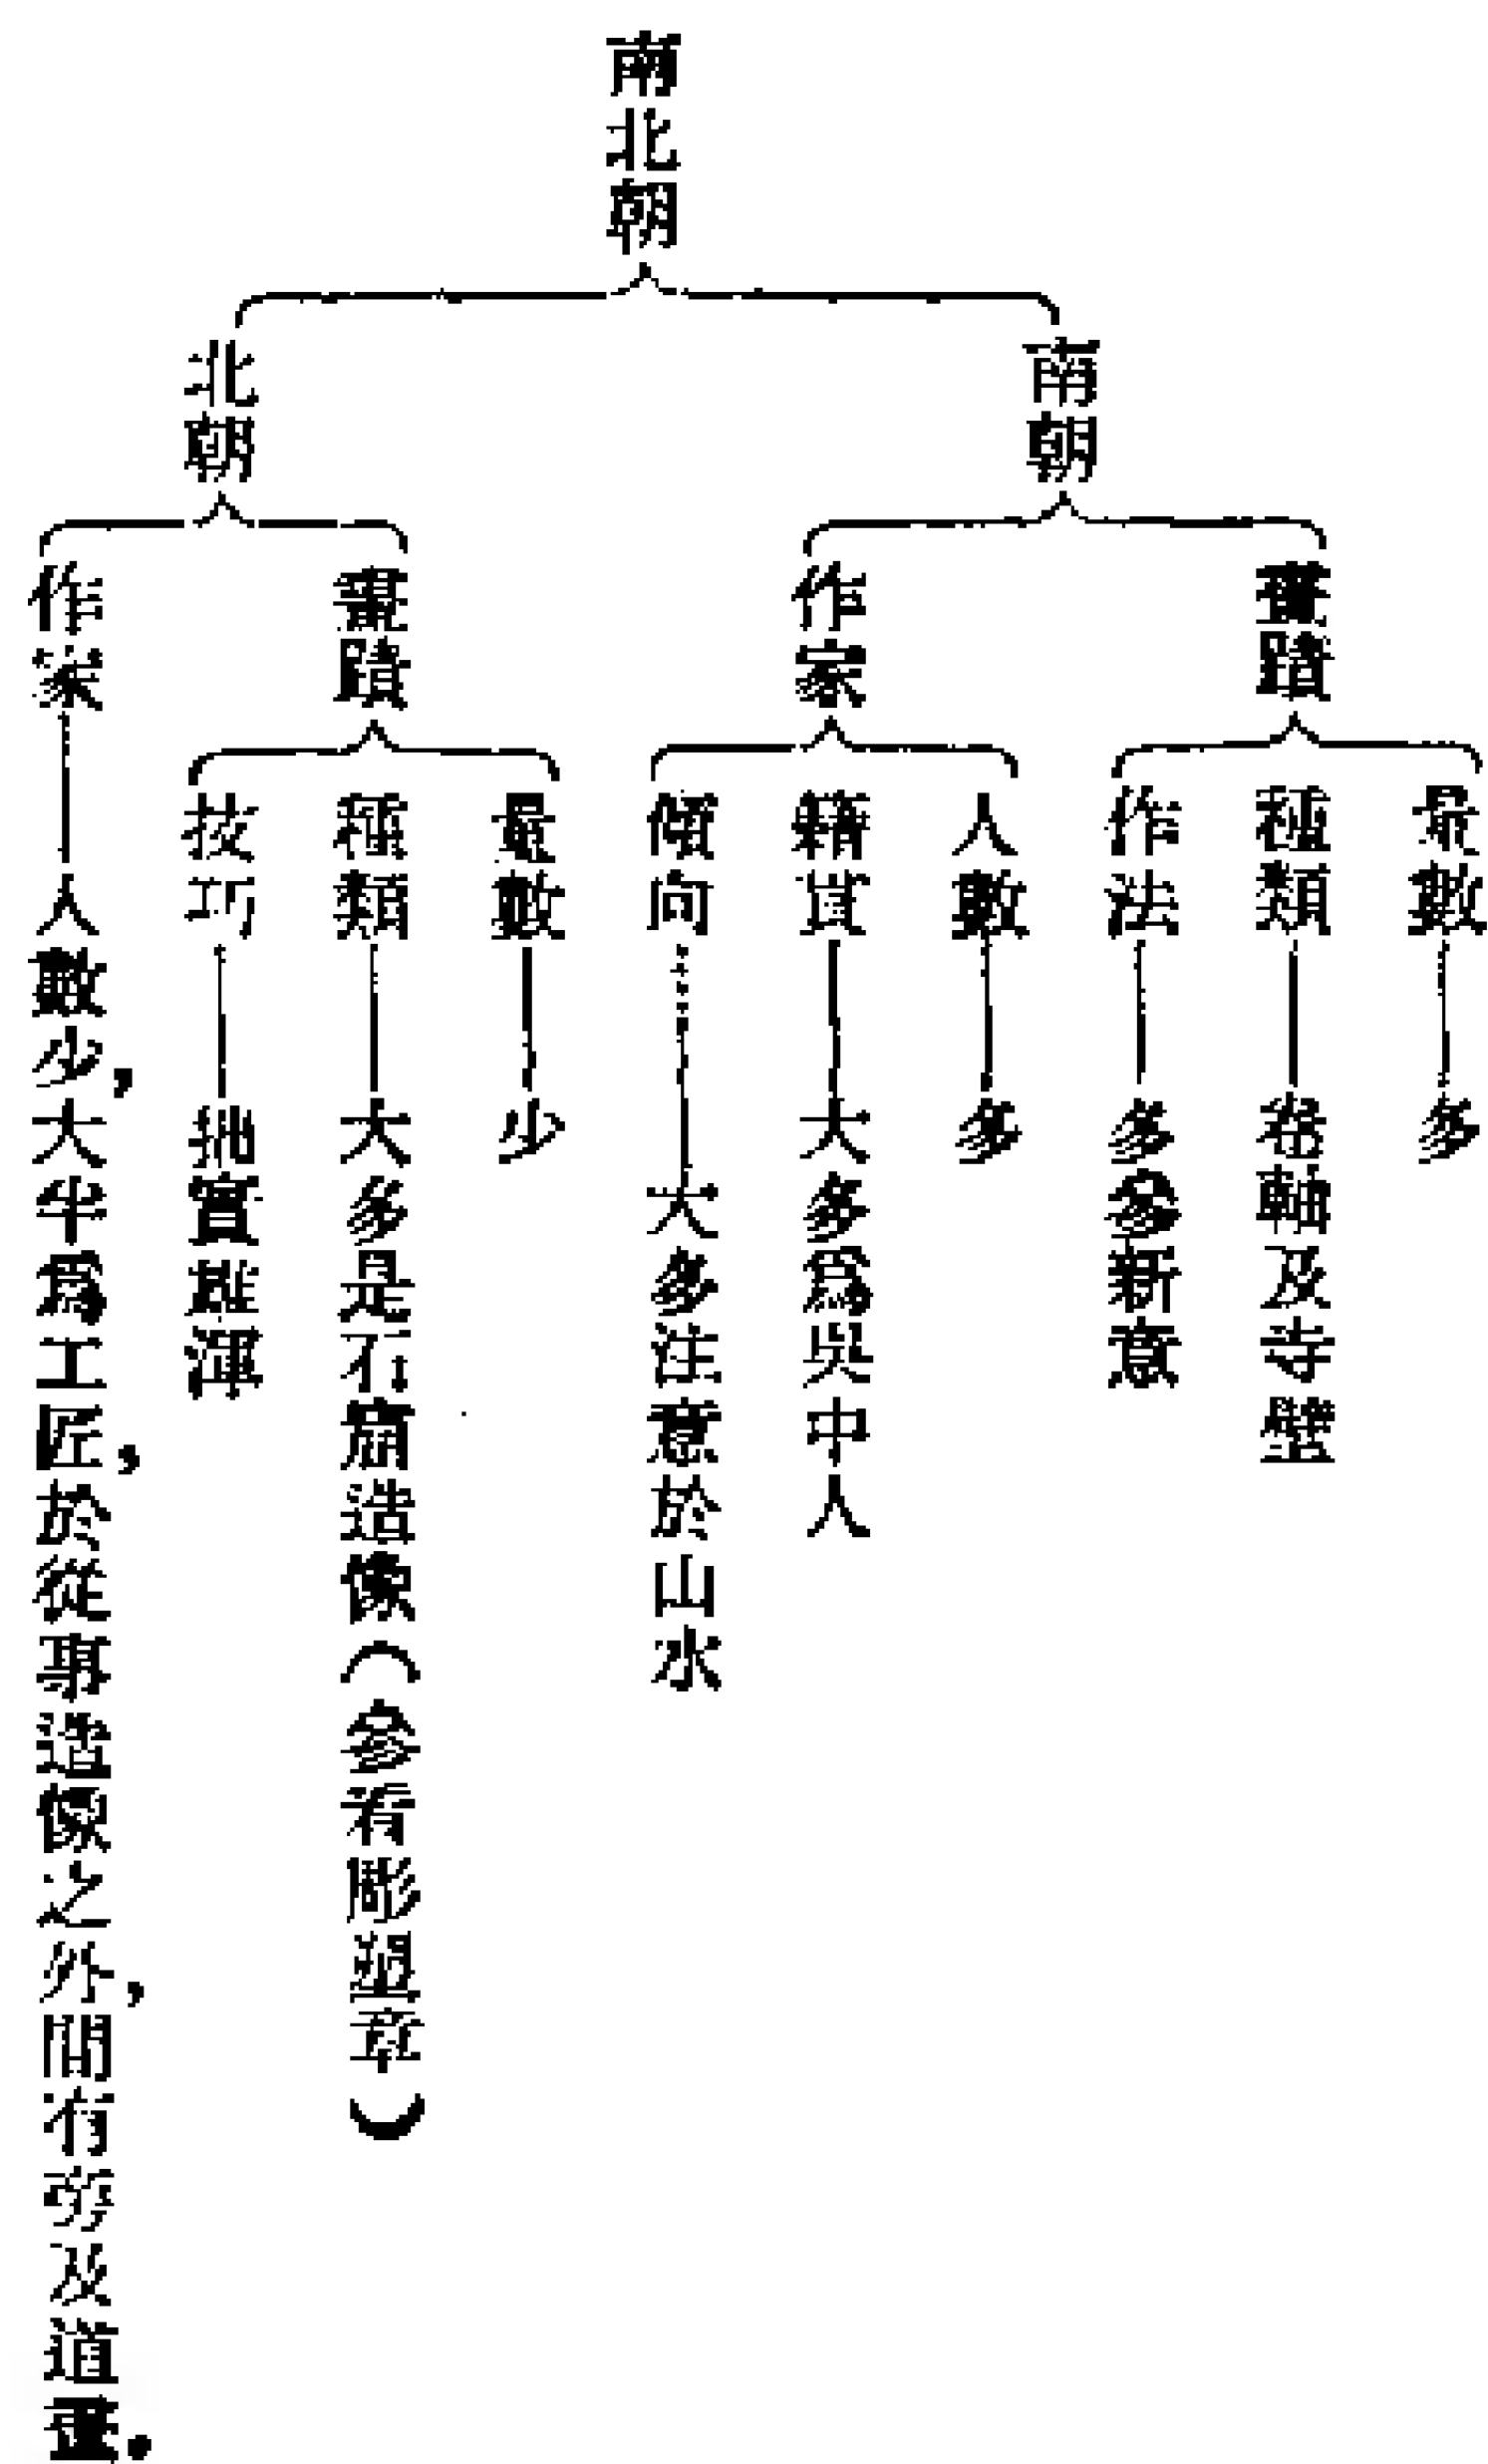 南北朝
南朝
畫蹟
量數——多
種類——卷軸及寺壁
作法——多參新意
作家
人數——多
籍貫——大多爲吳中人
傾向……——大多注意於山水
北朝
畫蹟
量數——少
種類——大多是石窟造像(參看彫塑章)
技巧——拙實雄渾
作家——人數少,大半爲工匠,於從事造像之外,間有旁及道畫。